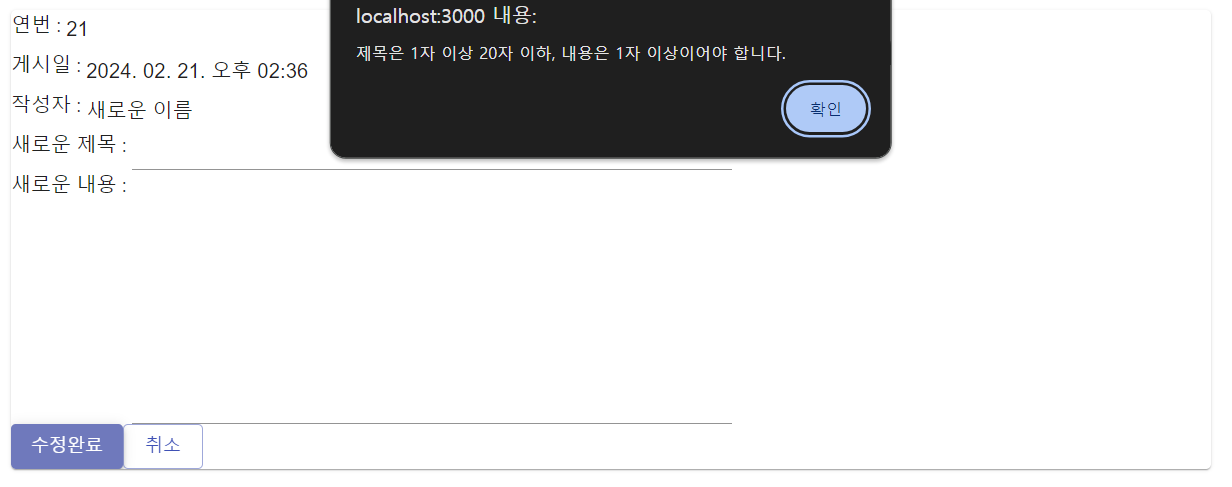 localhost:3000 내용:
제목은 1자 이상 20자 이하, 내용은 1자 이상이어야 합니다.
확인
연번 : 21
게시일 : 2024. 02. 21. 오후 02:36
작성자 : 새로운 이름
새로운 제목 :
새로운 내용 :
수정완료 취소